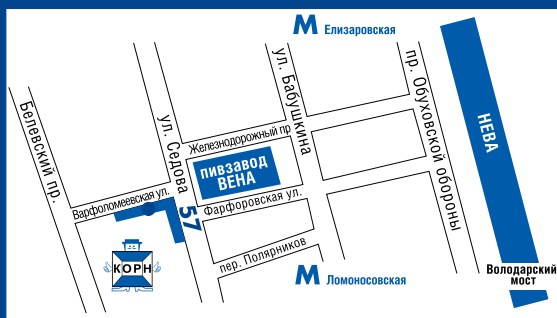 М Елизаровская
Белевский пр.
ул. Седова
ул. Бабушкина
пр. Обуховской обороны
НЕВА
Железнодорожный пр.
пивзавод
ВЕНА
Варфоломеевская ул.
57
Фарфоровская ул.
КОРН
пер. Полярников
М Ломоносовская
Володарский
мост